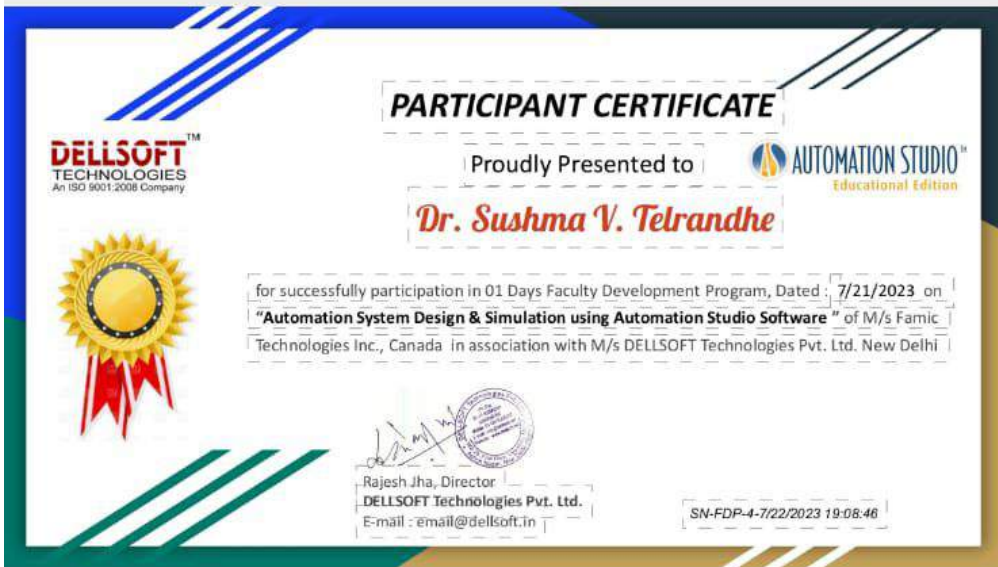 PARTICIPANT CERTIFICATE
DELLSOFT™
TECHNOLOGIES
An ISO 9001:2008 Company
Proudly Presented to
AUTOMATION STUDIO™
Educational Edition
Dr. Sushma V. Telrandhe
for successfully participation in 01 Days Faculty Development Program, Dated : 7/21/2023 on
“Automation System Design & Simulation using Automation Studio Software ” of M/s Famic
Technologies Inc., Canada in association with M/s DELLSOFT Technologies Pvt. Ltd. New Delhi
Rajesh Jha, Director
DELLSOFT Technologies Pvt. Ltd.
E-mail : email@dellsoft.in
SN-FDP-4-7/22/2023 19:08:46